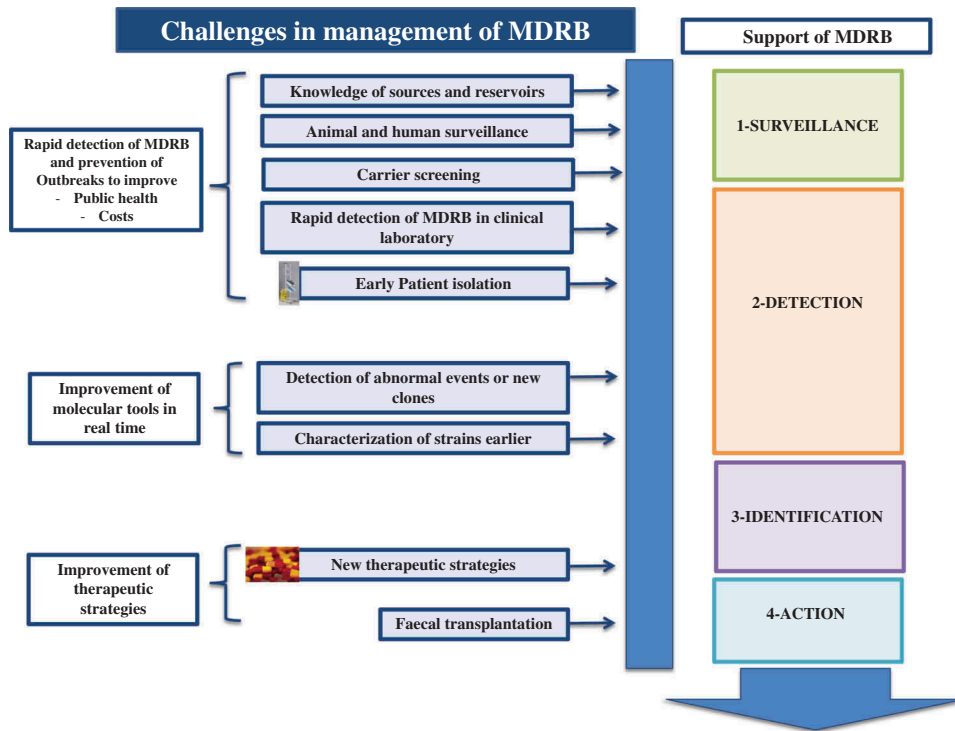 Challenges in management of MDRB
Support of MDRB
Rapid detection of MDRB
and prevention of
Outbreaks to improve
- Public health
- Costs
Knowledge of sources and reservoirs
Animal and human surveillance
Carrier screening
Rapid detection of MDRB in clinical
laboratory
Early Patient isolation
Improvement of
molecular tools in
real time
Detection of abnormal events or new
clones
Characterization of strains earlier
Improvement of
therapeutic
strategies
New therapeutic strategies
Faecal transplantation
1-SURVEILLANCE
2-DETECTION
3-IDENTIFICATION
4-ACTION